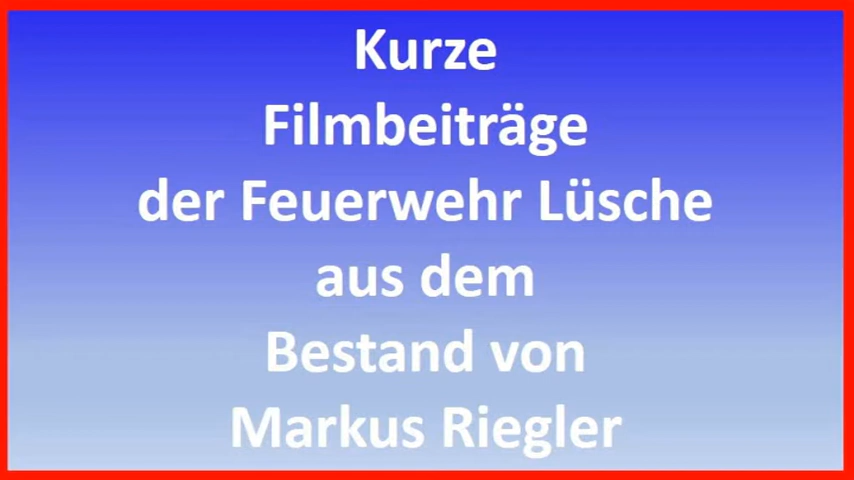 Kurze
Filmbeiträge
der Feuerwehr Lüsche
aus dem
Bestand von
Markus Riegler